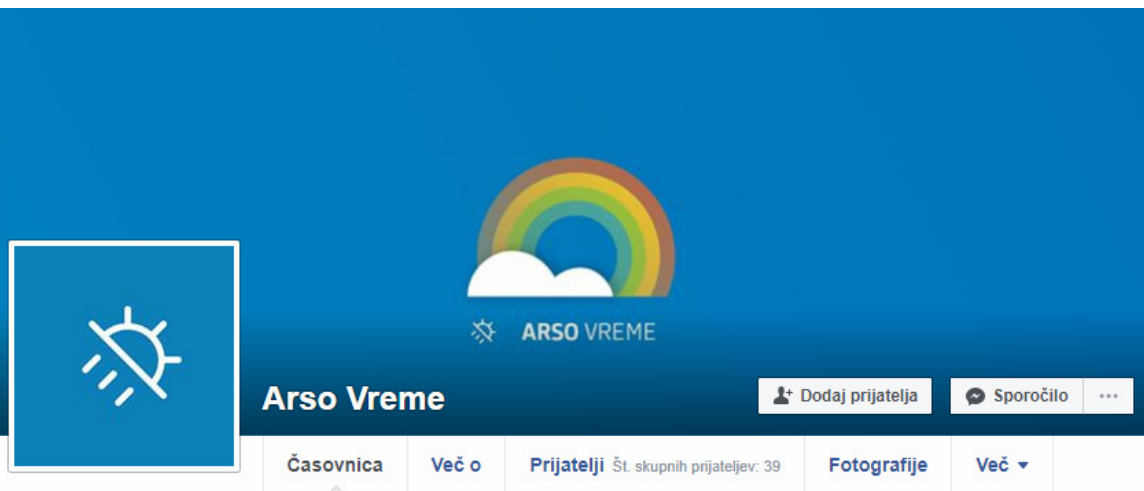 ARSO VREME
Arso Vreme
Dodaj prijatelja
Sporočilo
Časovnica
Več o
Prijatelji Št. skupnih prijateljev: 39
Fotografije
Več